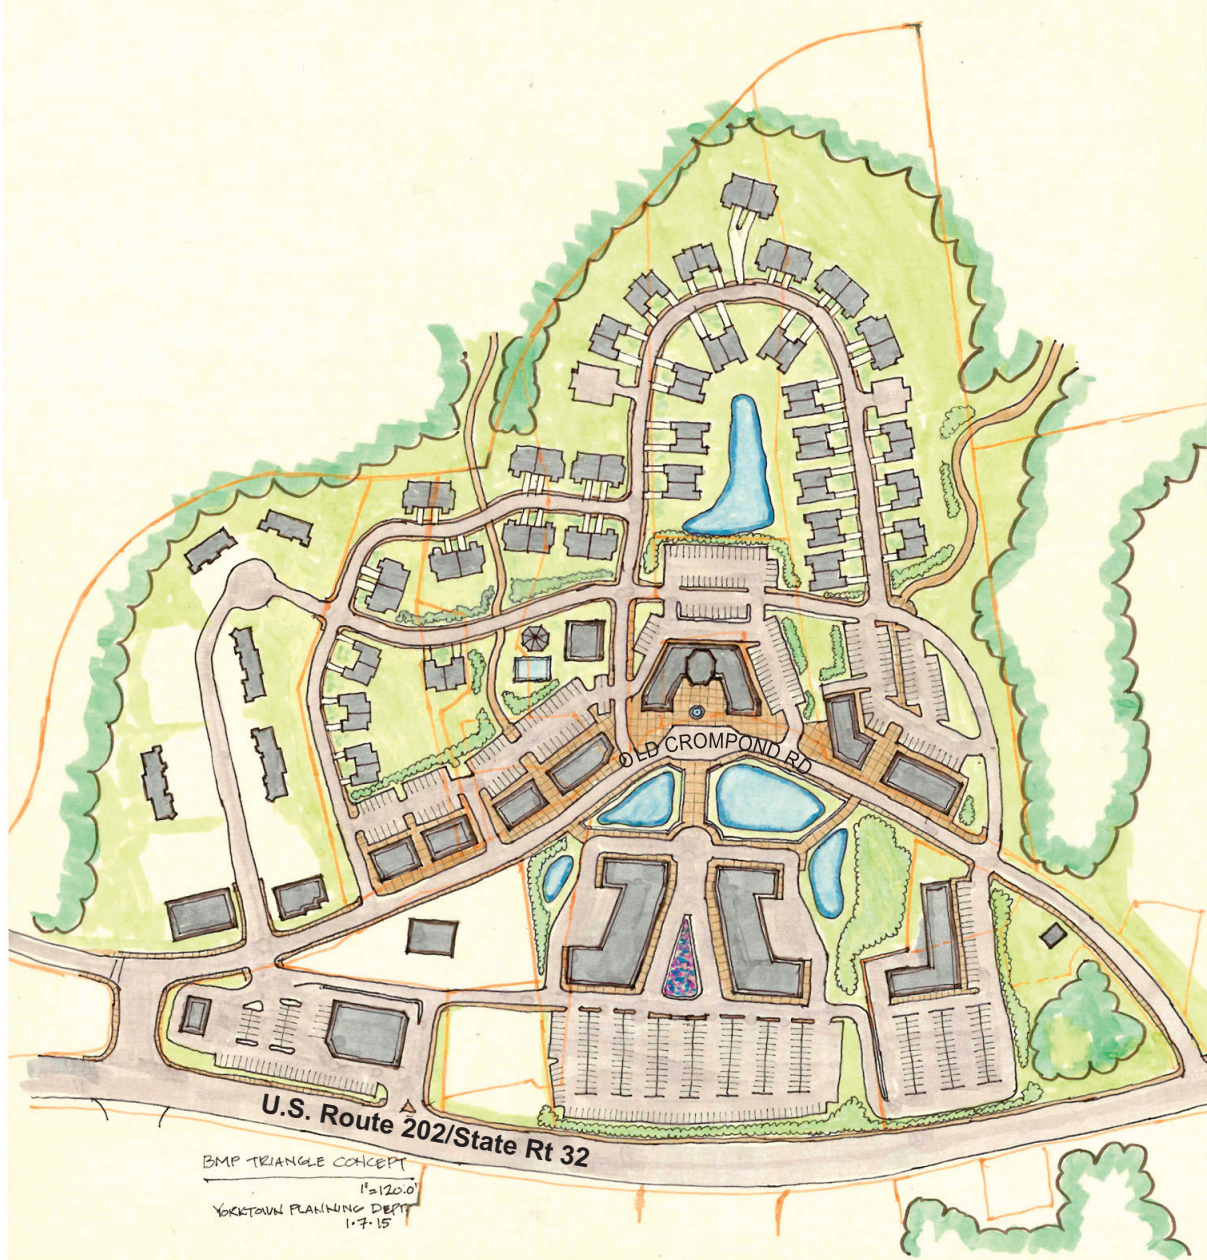 OLD CROMPOND RD
U.S. Route 202/State Rt 32
BMP TRIANGLE CONCEPT
1"=120.0'
YORKTOWN PLANNING DEPT
1.7.15